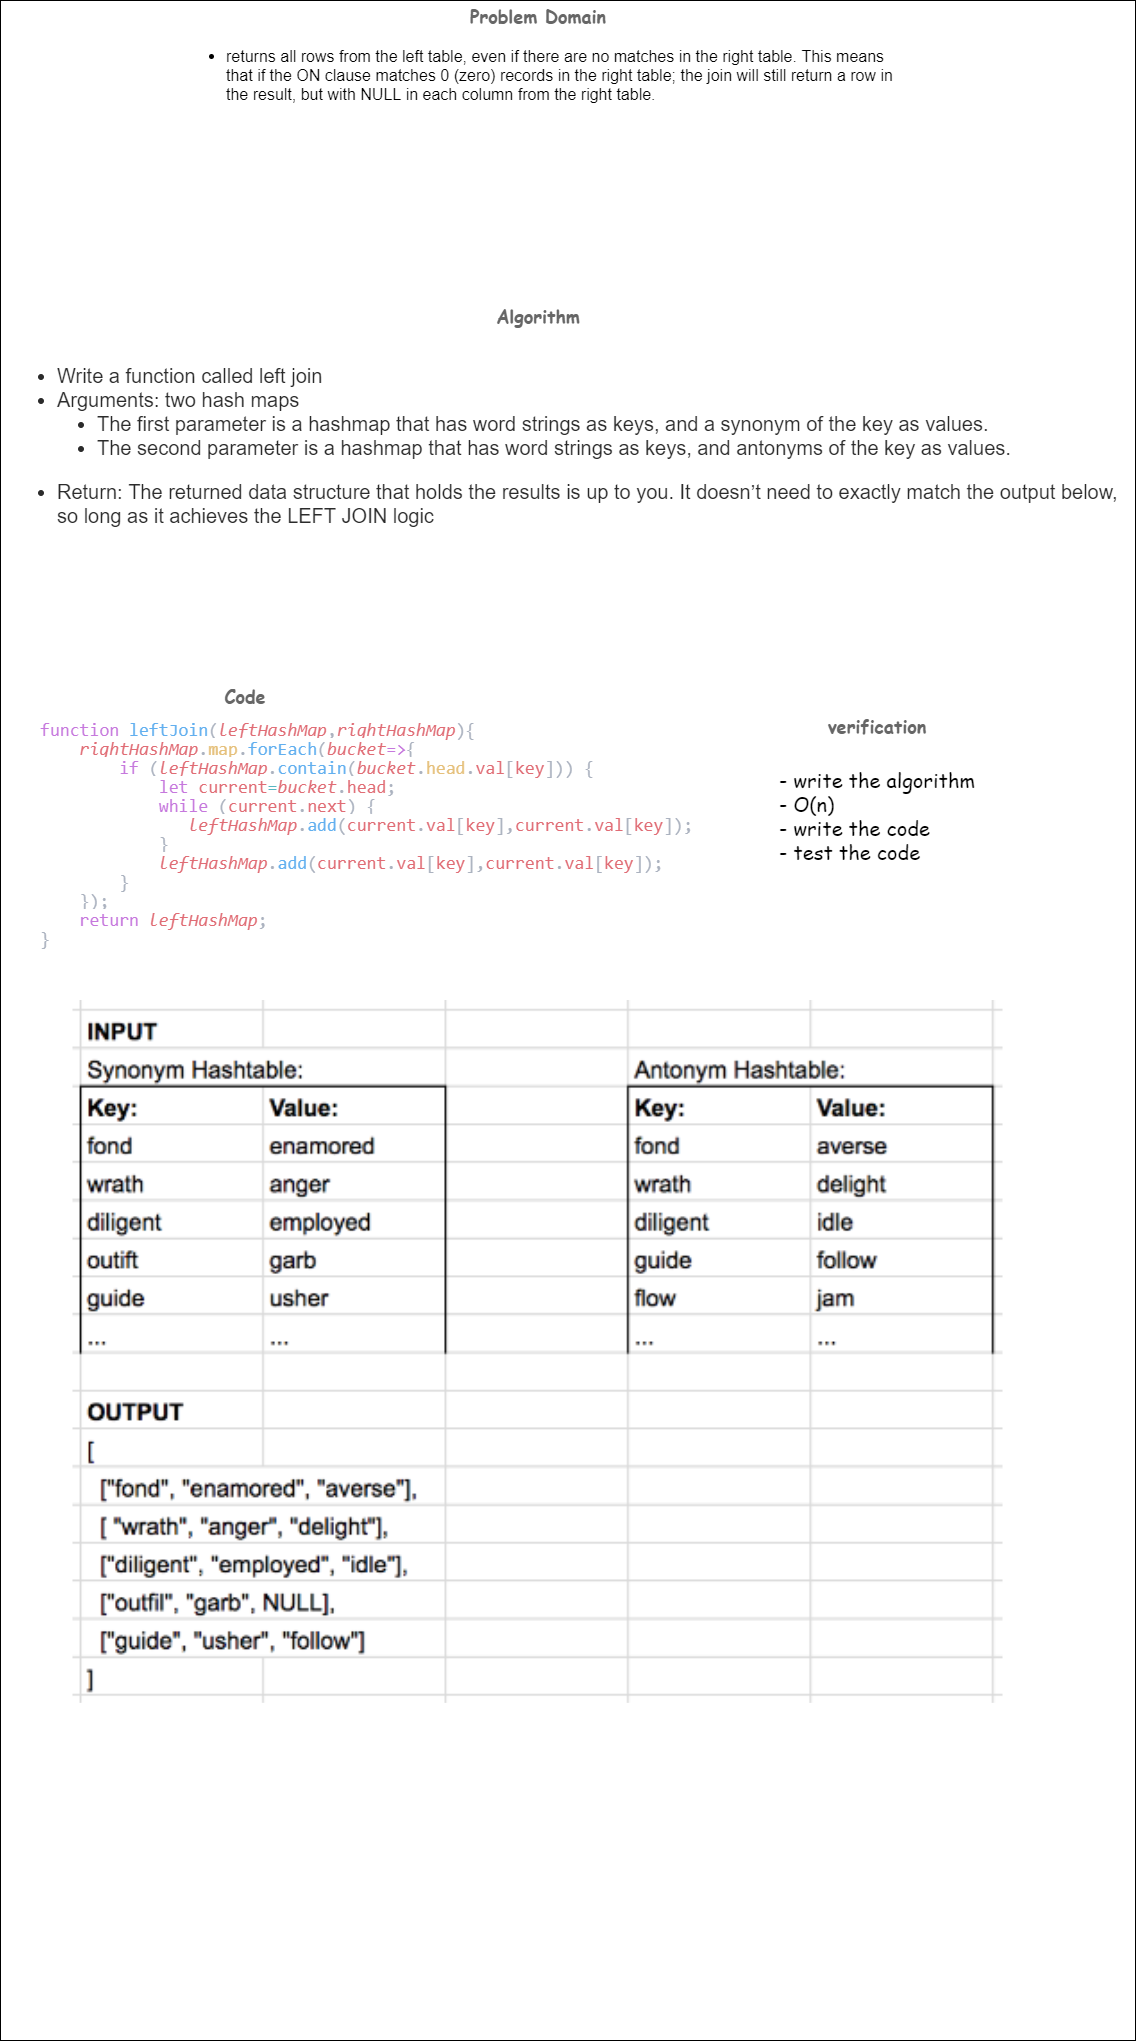 Problem Domain
• returns all rows from the left table, even if there are no matches in the right table. This means
that if the ON clause matches 0 (zero) records in the right table; the join will still return a row in
the result, but with NULL in each column from the right table.
Algorithm
• Write a function called left join
• Arguments: two hash maps
• The first parameter is a hashmap that has word strings as keys, and a synonym of the key as values.
• The second parameter is a hashmap that has word strings as keys, and antonyms of the key as values.
• Return: The returned data structure that holds the results is up to you. It doesn’t need to exactly match the output below,
so long as it achieves the LEFT JOIN logic
Code
function leftJoin(leftHashMap,rightHashMap){
rightHashMap.map.forEach(bucket=>{
if (leftHashMap.contain(bucket.head.val[key])) {
let current=bucket.head;
while (current.next) {
leftHashMap.add(current.val[key],current.val[key]);
}
leftHashMap.add(current.val[key],current.val[key]);
}
});
return leftHashMap;
}
verification
- write the algorithm
- O(n)
- write the code
- test the code
INPUT
Synonym Hashtable: Antonym Hashtable:
Key: Value: Key: Value:
fond enamored fond averse
wrath anger wrath delight
diligent employed diligent idle
outift garb guide follow
guide usher flow jam
... ... ... ...
OUTPUT
[
["fond", "enamored", "averse"],
[ "wrath", "anger", "delight"],
["diligent", "employed", "idle"],
["outfil", "garb", NULL],
["guide", "usher", "follow"]
]